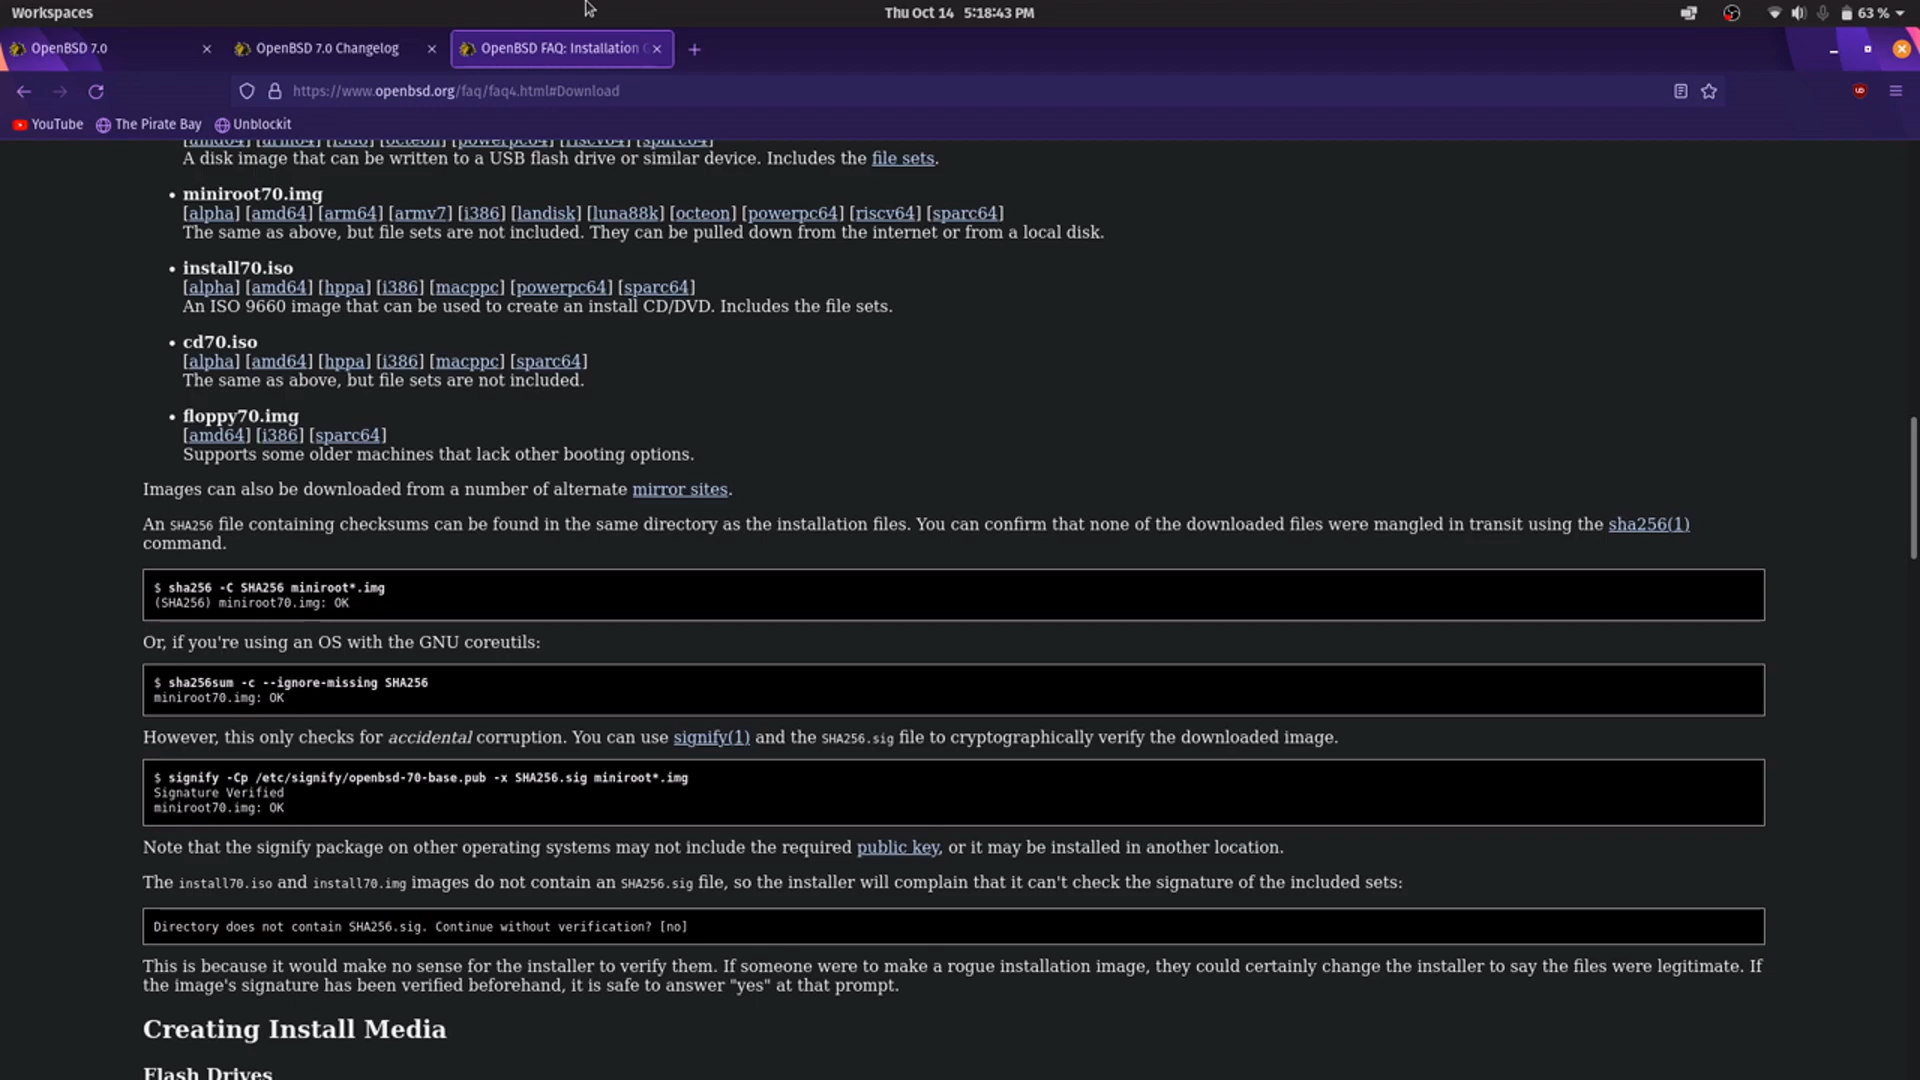 Workspaces
Thu Oct 14 5:18:43 PM
63 %
OpenBSD 7.0
OpenBSD 7.0 Changelog
OpenBSD FAQ: Installation
https://www.openbsd.org/faq/faq4.html#Download
YouTube
The Pirate Bay
Unblockit
[amd64] [arm64] [i386] [octeon] [powerpc64] [riscv64] [sparc64]
A disk image that can be written to a USB flash drive or similar device. Includes the file sets.
• miniroot70.img
[alpha] [amd64] [arm64] [armv7] [i386] [landisk] [luna88k] [octeon] [powerpc64] [riscv64] [sparc64]
The same as above, but file sets are not included. They can be pulled down from the internet or from a local disk.
• install70.iso
[alpha] [amd64] [hppa] [i386] [macppc] [powerpc64] [sparc64]
An ISO 9660 image that can be used to create an install CD/DVD. Includes the file sets.
• cd70.iso
[alpha] [amd64] [hppa] [i386] [macppc] [sparc64]
The same as above, but file sets are not included.
• floppy70.img
[amd64] [i386] [sparc64]
Supports some older machines that lack other booting options.
Images can also be downloaded from a number of alternate mirror sites.
An SHA256 file containing checksums can be found in the same directory as the installation files. You can confirm that none of the downloaded files were mangled in transit using the sha256(1)
command.
$ sha256 -C SHA256 miniroot*.img
(SHA256) miniroot70.img: OK
Or, if you're using an OS with the GNU coreutils:
$ sha256sum -c --ignore-missing SHA256
miniroot70.img: OK
However, this only checks for accidental corruption. You can use signify(1) and the SHA256.sig file to cryptographically verify the downloaded image.
$ signify -Cp /etc/signify/openbsd-70-base.pub -x SHA256.sig miniroot*.img
Signature Verified
miniroot70.img: OK
Note that the signify package on other operating systems may not include the required public key, or it may be installed in another location.
The install70.iso and install70.img images do not contain an SHA256.sig file, so the installer will complain that it can't check the signature of the included sets:
Directory does not contain SHA256.sig. Continue without verification? [no]
This is because it would make no sense for the installer to verify them. If someone were to make a rogue installation image, they could certainly change the installer to say the files were legitimate. If
the image's signature has been verified beforehand, it is safe to answer "yes" at that prompt.
Creating Install Media
Flash Drives